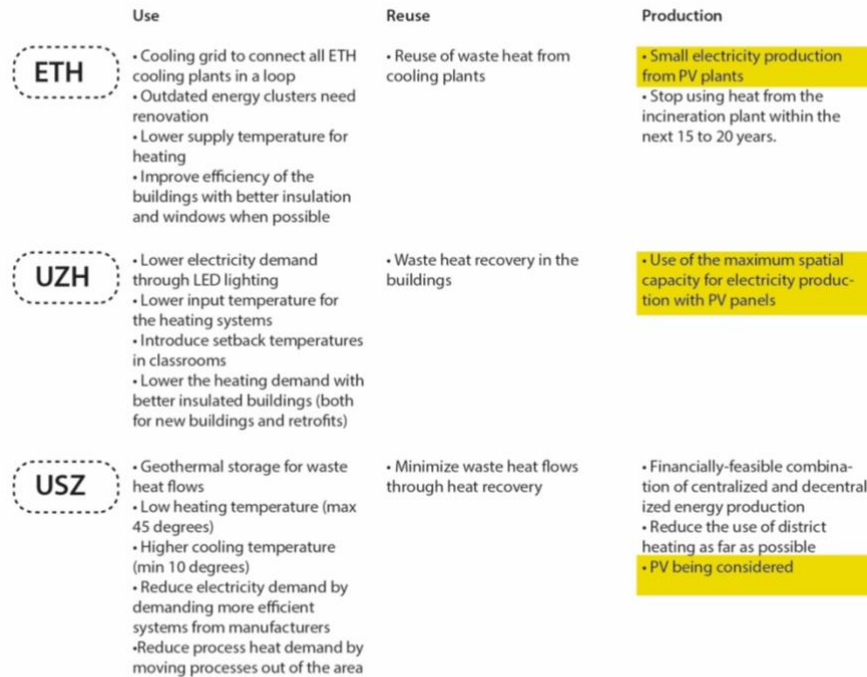 Use
Reuse
Production
ETH
• Cooling grid to connect all ETH
cooling plants in a loop
• Outdated energy clusters need
renovation
• Lower supply temperature for
heating
• Improve efficiency of the
buildings with better insulation
and windows when possible
• Reuse of waste heat from
cooling plants
• Small electricity production
from PV plants
• Stop using heat from the
incineration plant within the
next 15 to 20 years.
UZH
• Lower electricity demand
through LED lighting
• Lower input temperature for
the heating systems
• Introduce setback temperatures
in classrooms
• Lower the heating demand with
better insulated buildings (both
for new buildings and retrofits)
• Waste heat recovery in the
buildings
• Use of the maximum spatial
capacity for electricity produc-
tion with PV panels
USZ
• Geothermal storage for waste
heat flows
• Low heating temperature (max
45 degrees)
• Higher cooling temperature
(min 10 degrees)
• Reduce electricity demand by
demanding more efficient
systems from manufacturers
•Reduce process heat demand by
moving processes out of the area
• Minimize waste heat flows
through heat recovery
• Financially-feasible combina-
tion of centralized and decentral
ized energy production
• Reduce the use of district
heating as far as possible
• PV being considered